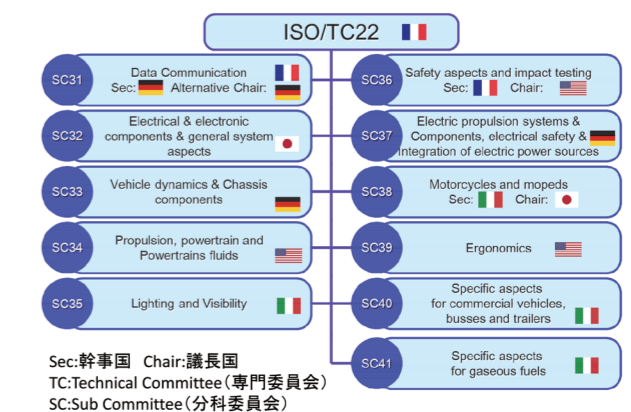 ISO/TC22
SC31
Data Communication
Sec: Alternative Chair:
SC32
Electrical & electronic
components & general system
aspects
SC33
Vehicle dynamics & Chassis
components
SC34
Propulsion, powertrain and
Powertrains fluids
SC35
Lighting and Visibility
SC36
Safety aspects and impact testing
Sec: Chair:
SC37
Electric propulsion systems &
Components, electrical safety &
Integration of electric power sources
SC38
Motorcycles and mopeds
Sec: Chair:
SC39
Ergonomics
SC40
Specific aspects
for commercial vehicles,
busses and trailers
SC41
Specific aspects
for gaseous fuels
Sec:幹事国 Chair:議長国
TC:Technical Committee(専門委員会)
SC:Sub Committee(分科委員会)